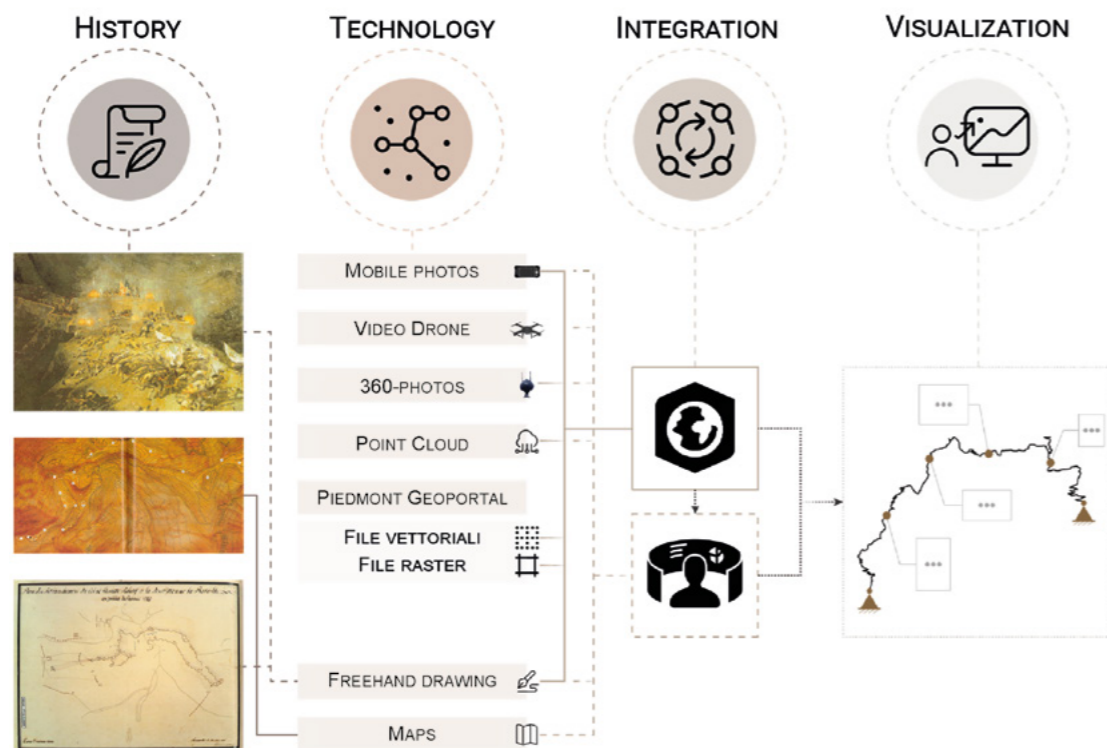 HISTORY
TECHNOLOGY
INTEGRATION
VISUALIZATION
MOBILE PHOTOS
VIDEO DRONE
360-PHOTOS
POINT CLOUD
PIEDMONT GEOPORTAL
FILE VETTORIALI
FILE RASTER
FREEHAND DRAWING
MAPS